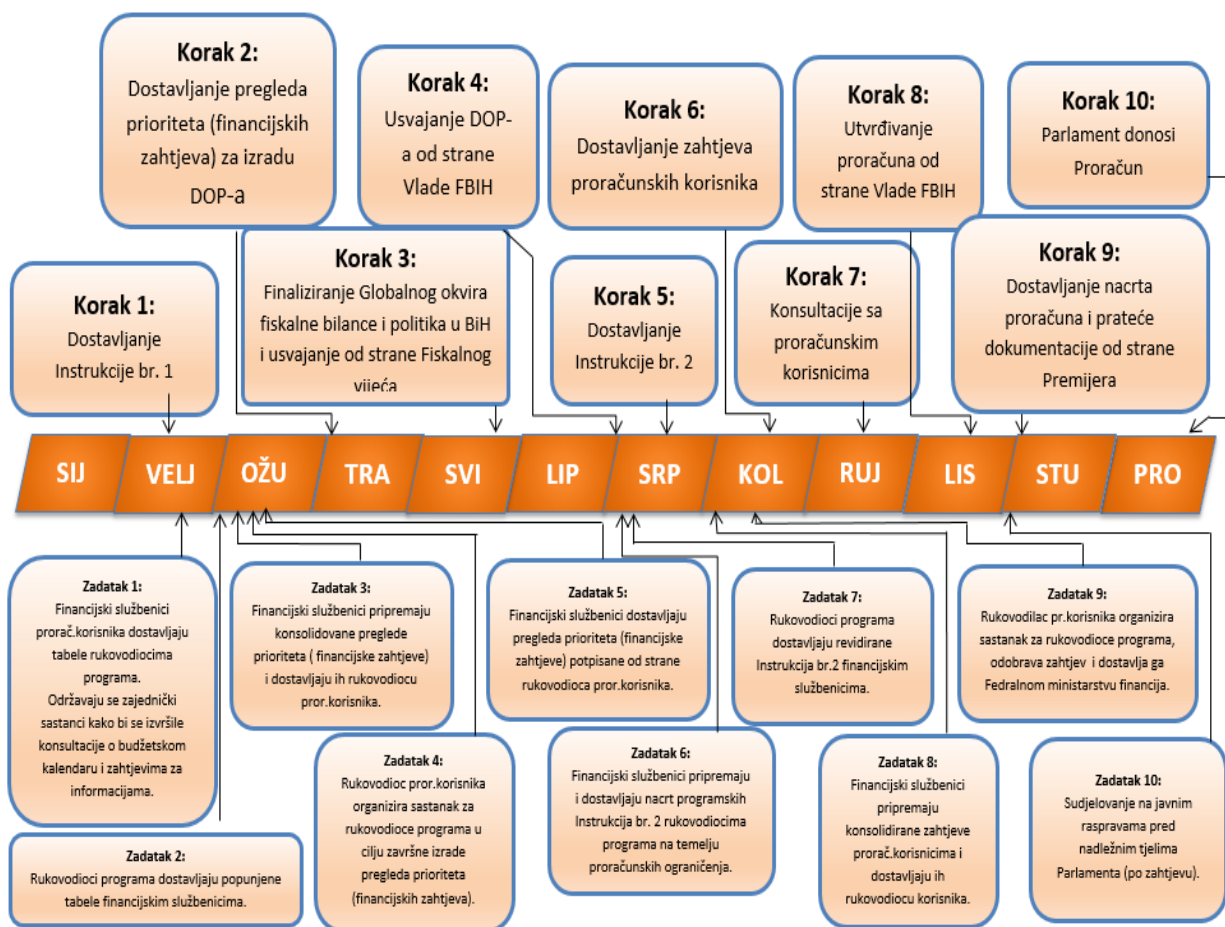 Korak 2:
Dostavljanje pregleda
prioriteta (financijskih
zahtjeva) za izradu
DOP-a
Korak 4:
Usvajanje DOP-
a od strane
Vlade FBIH
Korak 6:
Dostavljanje zahtjeva
proračunskih korisnika
Korak 8:
Utvrđivanje
proračuna od
strane Vlade FBIH
Korak 10:
Parlament donosi
Proračun
Korak 1:
Dostavljanje
Instrukcije br. 1
Korak 3:
Finaliziranje Globalnog okvira
fiskalne bilance i politika u BiH
i usvajanje od strane Fiskalnog
vijeća
Korak 5:
Dostavljanje
Instrukcije br. 2
Korak 7:
Konsultacije sa
proračunskim
korisnicima
Korak 9:
Dostavljanje nacrta
proračuna i prateće
dokumentacije od strane
Premijera
SIJ VELJ OŽU TRA SVI LIP SRP KOL RUJ LIS STU PRO
Zadatak 1:
Financijski službenici
prorač.korisnika dostavljaju
tabele rukovodiocima
programa.
Održavaju se zajednički
sastanci kako bi se izvršile
konsultacije o budžetskom
kalendaru i zahtjevima za
informacijama.
Zadatak 2:
Rukovodioci programa dostavljaju popunjene
tabele financijskim službenicima.
Zadatak 3:
Financijski službenici pripremaju
konsolidovane preglede
prioriteta ( financijske zahtjeve)
i dostavljaju ih rukovodiocu
pror.korisnika.
Zadatak 4:
Rukovodioc pror.korisnika
organizira sastanak za
rukovodioce programa u
cilju završne izrade
pregleda prioriteta
(financijskih zahtjeva).
Zadatak 5:
Financijski službenici dostavljaju
pregleda prioriteta (financijske
zahtjeve) potpisane od strane
rukovodioca pror.korisnika.
Zadatak 6:
Financijski službenici pripremaju
i dostavljaju nacrt programskih
Instrukcija br. 2 rukovodiocima
programa na temelju
proračunskih ograničenja.
Zadatak 7:
Rukovodioci programa
dostavljaju revidirane
Instrukcija br.2 financijskim
službenicima.
Zadatak 8:
Financijski službenici
pripremaju
konsolidirane zahtjeve
prorač.korisnicima i
dostavljaju ih
rukovodiocu korisnika.
Zadatak 9:
Rukovodilac pr.korisnika organizira
sastanak za rukovodioce programa,
odobrava zahtjev i dostavlja ga
Federalnom ministarstvu financija.
Zadatak 10:
Sudjelovanje na javnim
raspravama pred
nadležnim tjelima
Parlamenta (po zahtjevu).